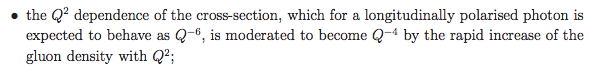 • the Q² dependence of the cross-section, which for a longitudinally polarised photon is
expected to behave as Q⁻⁶, is moderated to become Q⁻⁴ by the rapid increase of the
gluon density with Q²;